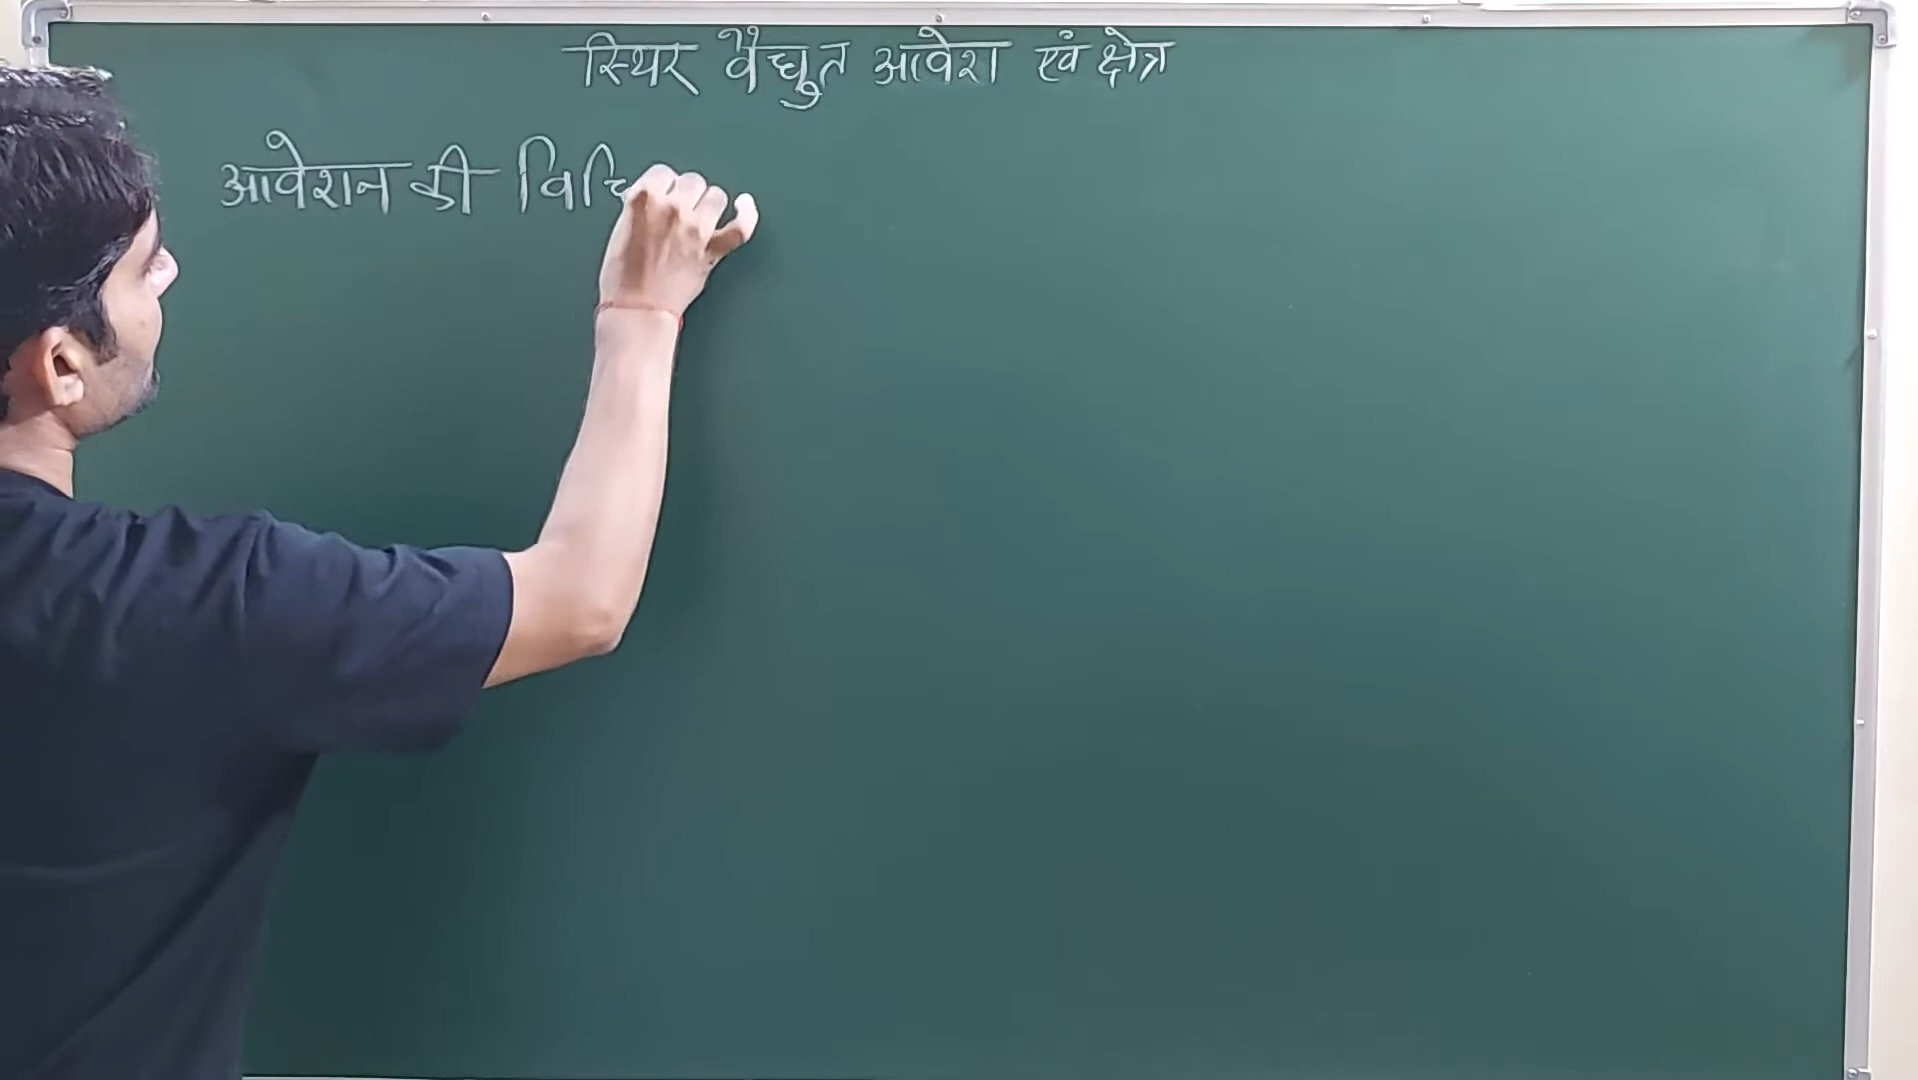 स्थिर वैद्युत आवेश एवं क्षेत्र
आवेशन की